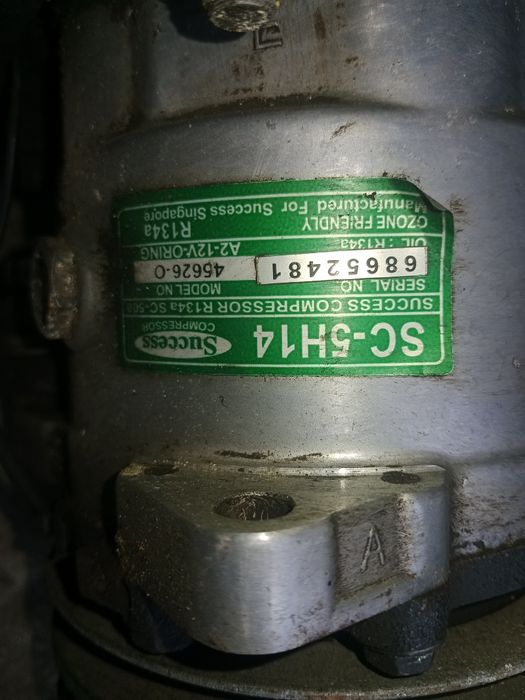 SC-5H14
Success
COMPRESSOR
SUCCESS COMPRESSOR R134a
SERIAL NO
MODEL NO
68652481
45626-O
OIL : R134a
A2-12V-ORING
OZONE FRIENDLY
R134a
Manufactured For Success Singapore
A